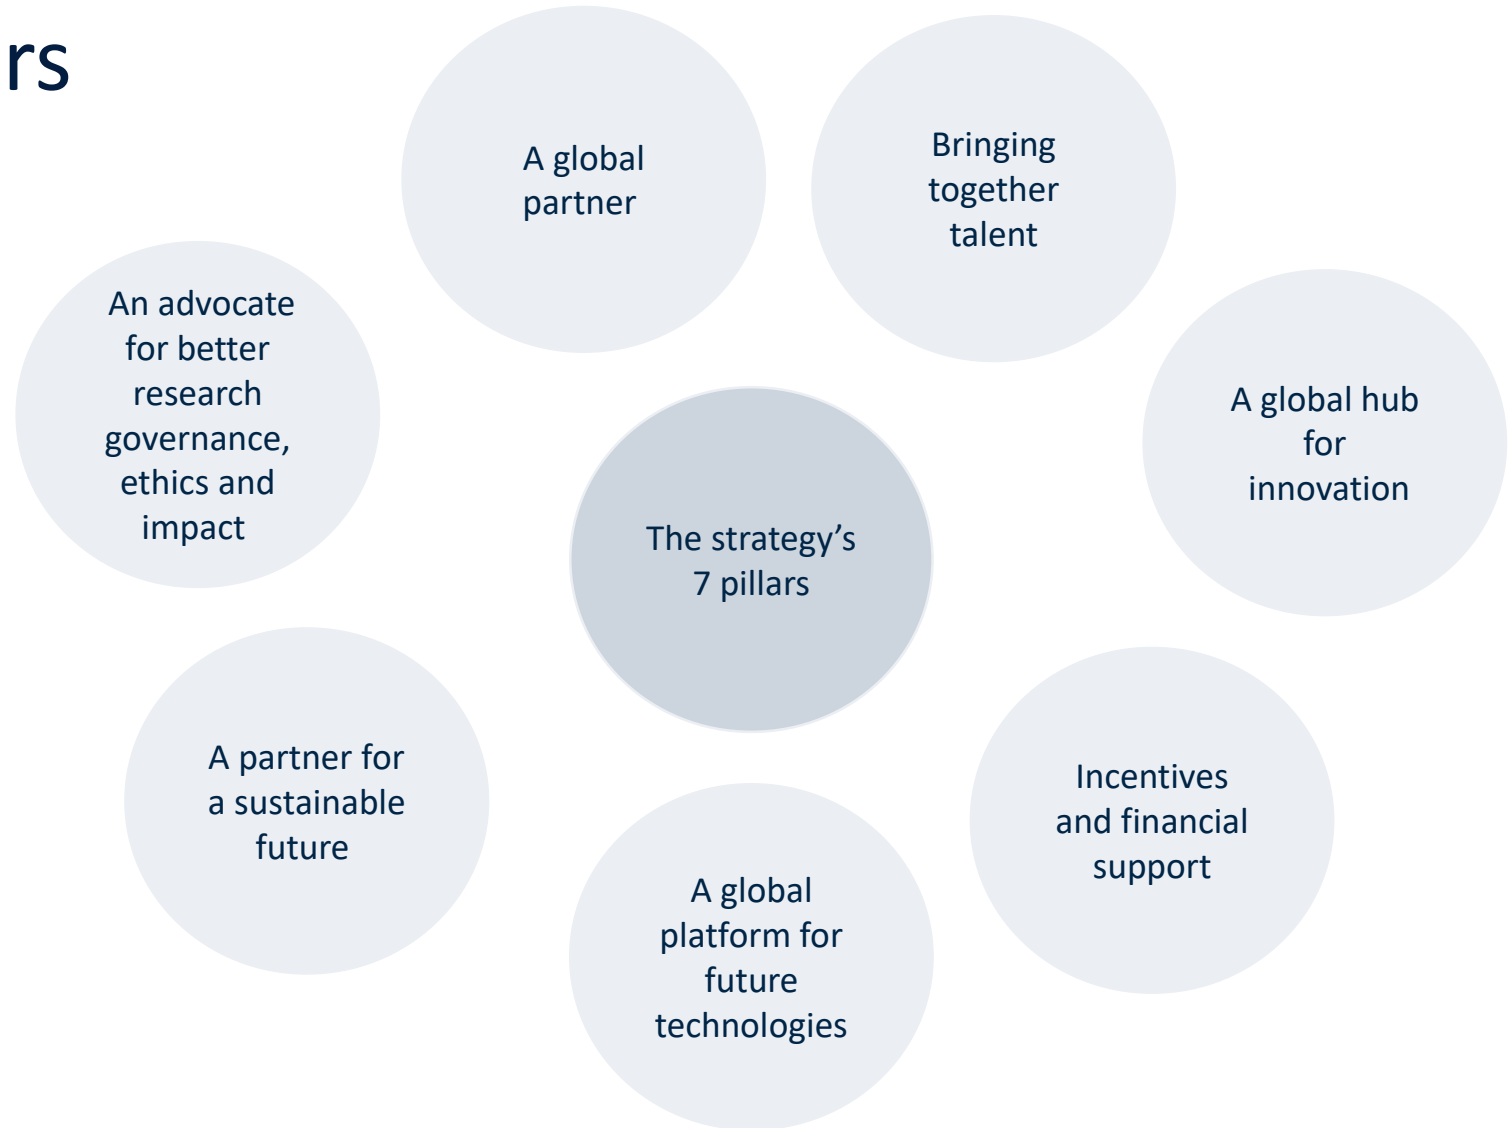 rs
A global
partner
Bringing
together
talent
An advocate
for better
research
governance,
ethics and
impact
A global hub
for
innovation
The strategy’s
7 pillars
A partner for
a sustainable
future
Incentives
and financial
support
A global
platform for
future
technologies